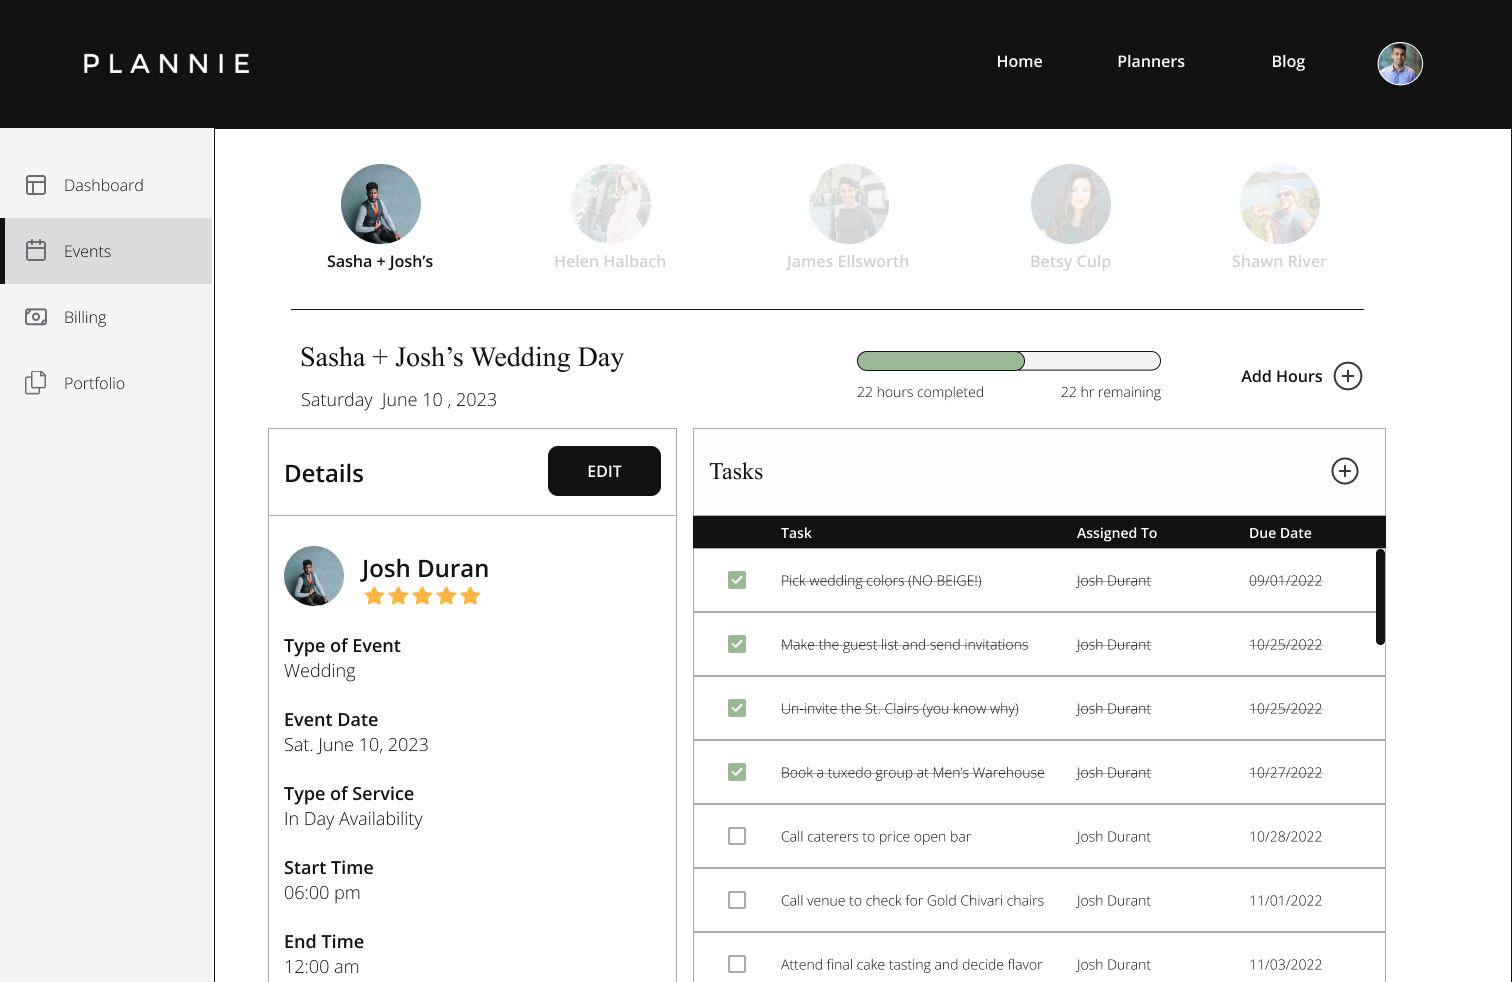 PLANNIE
Home
Planners
Blog
Dashboard
Events
Billing
Portfolio
Sasha + Josh's
Helen Halbach
James Ellsworth
Betsy Culp
Shawn River
Sasha + Josh's Wedding Day
Saturday  June 10 , 2023
22 hours completed
22 hr remaining
Add Hours
Details
EDIT
Josh Duran
Type of Event
Wedding
Event Date
Sat. June 10, 2023
Type of Service
In Day Availability
Start Time
06:00 pm
End Time
12:00 am
Tasks
Task Assigned To Due Date
Pick wedding colors (NO BEIGE!) Josh Durant 09/01/2022
Make the guest list and send invitations Josh Durant 10/25/2022
Un-invite the St. Clairs (you know why) Josh Durant 10/25/2022
Book a tuxedo group at Men's Warehouse Josh Durant 10/27/2022
Call caterers to price open bar Josh Durant 10/28/2022
Call venue to check for Gold Chivari chairs Josh Durant 11/01/2022
Attend final cake tasting and decide flavor Josh Durant 11/03/2022